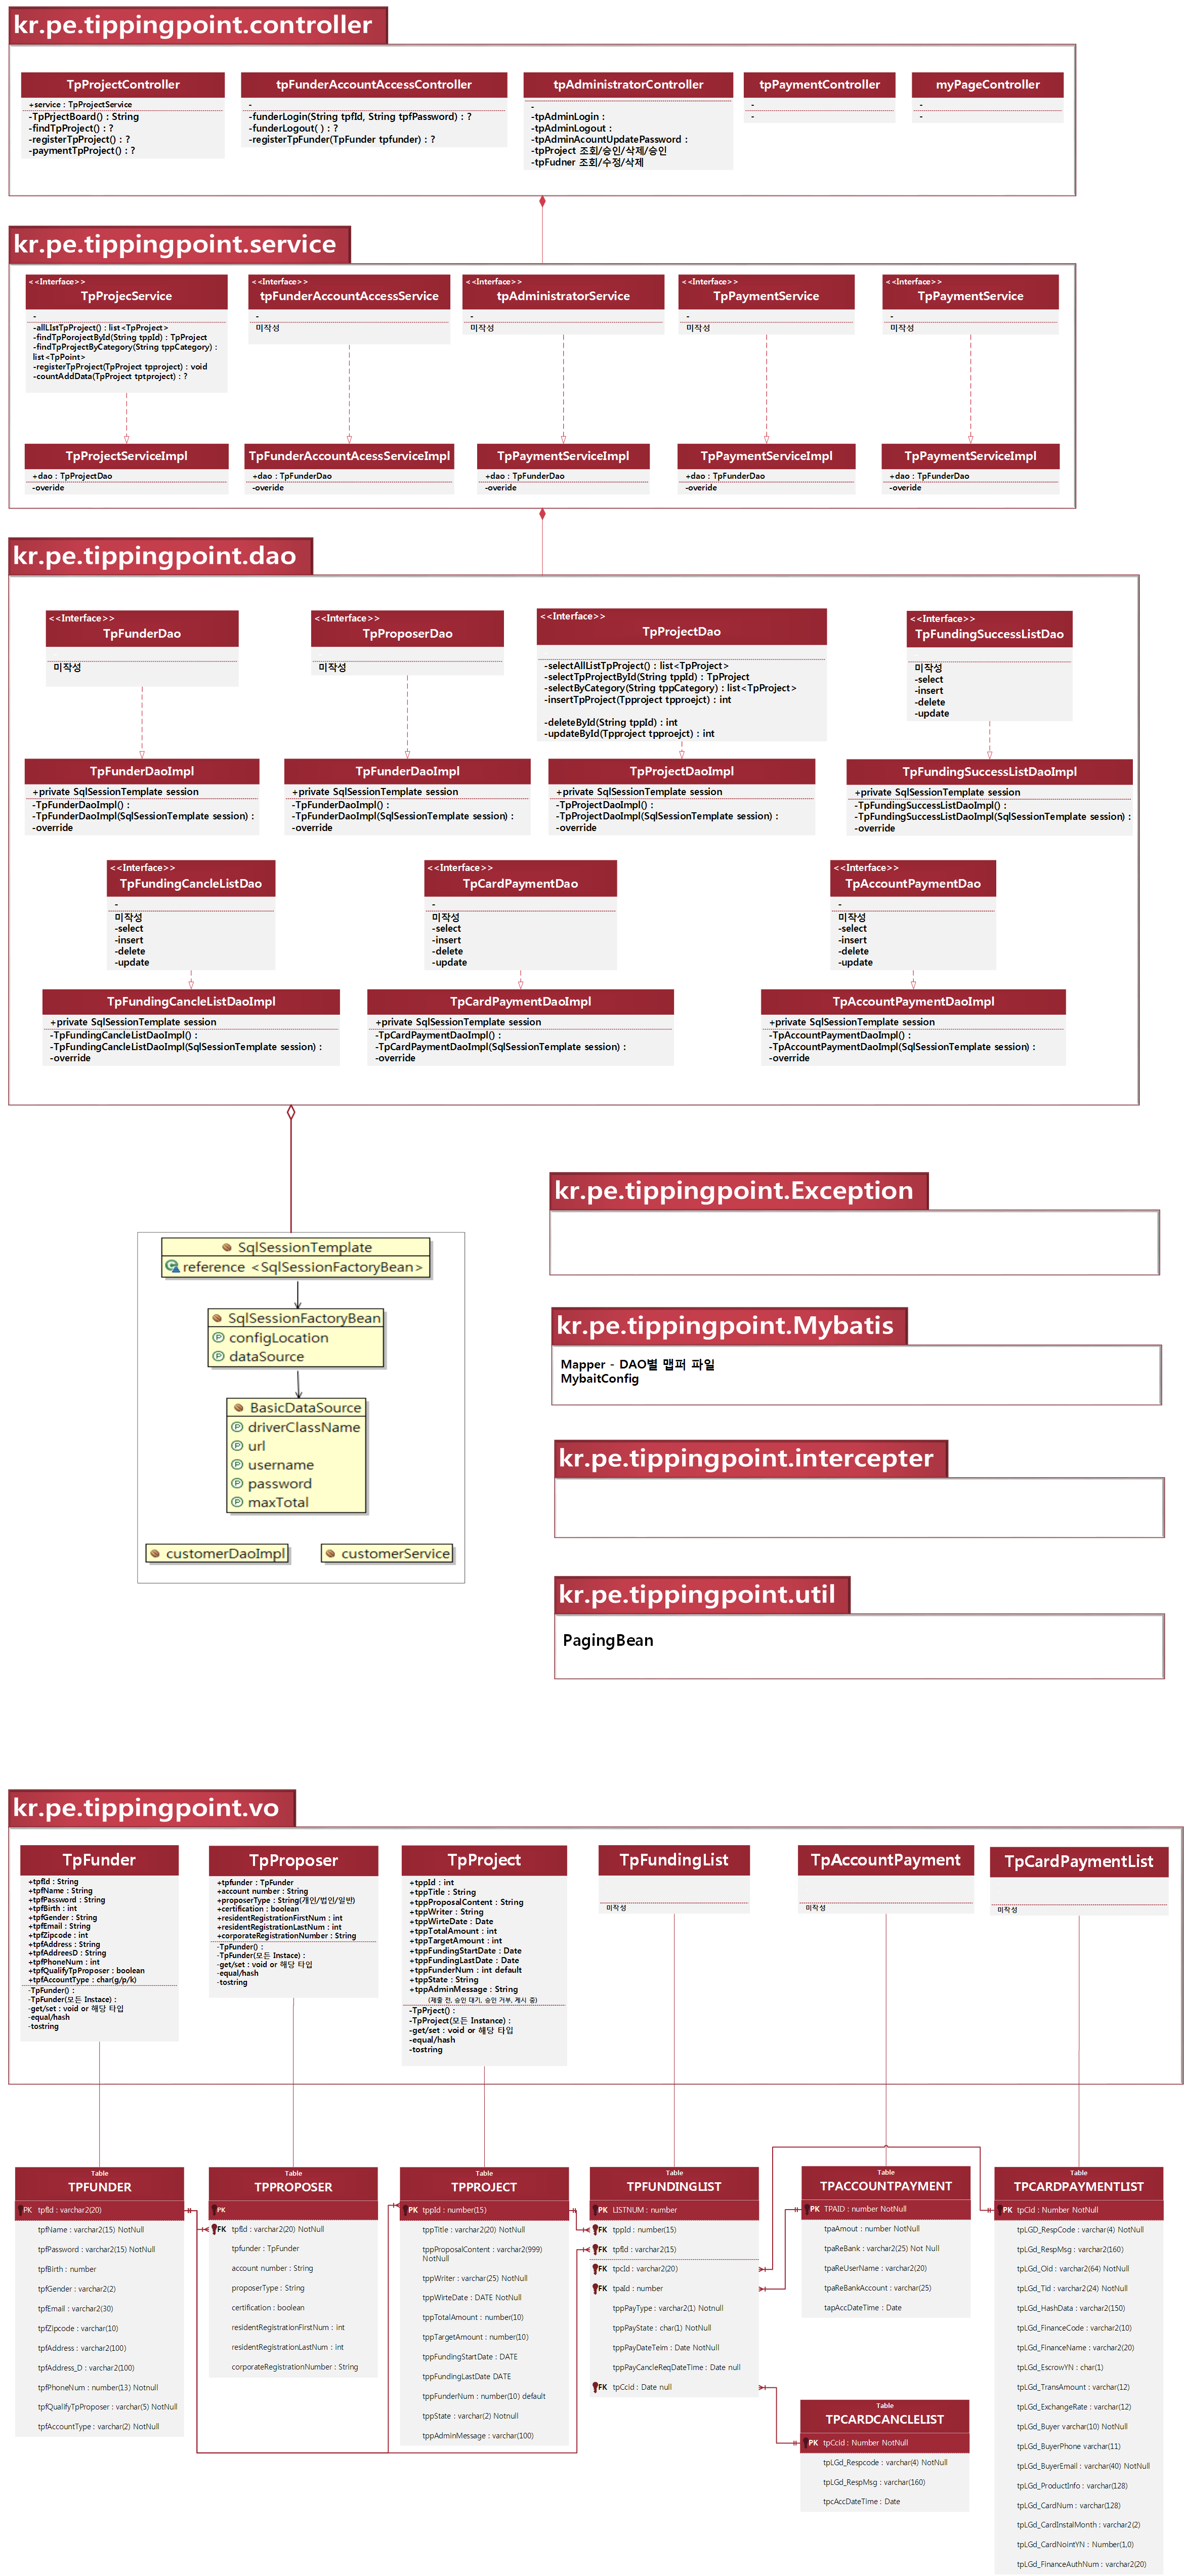 kr.pe.tippingpoint.controller
TpProjectController
+service : TpProjectService
-TpPrjectBoard() : String
-findTpProject() : ?
-registerTpProject() : ?
-paymentTpProject() : ?
tpFunderAccountAccessController
-
-funderLogin(String tpfId, String tpfPassword) : ?
-funderLogout( ) : ?
-registerTpFunder(TpFunder tpfunder) : ?
tpAdministratorController
-
-tpAdminLogin :
-tpAdminLogout :
-tpAdminAcountUpdatePassword :
-tpProject 조회/승인/삭제/승인
-tpFudner 조회/수정/삭제
tpPaymentController
-
-
myPageController
-
-
kr.pe.tippingpoint.service
<<Interface>>
TpProjecService
-
-allLIstTpProject() : list<TpProject>
-findTpPorojectById(String tppId) : TpProject
-findTpProjectByCategory(String tppCategory) :
list<TpPoint>
-registerTpProject(TpProject tpproject) : void
-countAddData(TpProject tptproject) : ?
<<Interface>>
tpFunderAccountAccessService
-
미작성
<<Interface>>
tpAdministratorService
-
미작성
<<Interface>>
TpPaymentService
-
미작성
<<Interface>>
TpPaymentService
-
미작성
TpProjectServiceImpl
+dao : TpProjectDao
-overide
TpFunderAccountAcessServiceImpl
+dao : TpFunderDao
-overide
TpPaymentServiceImpl
+dao : TpFunderDao
-overide
TpPaymentServiceImpl
+dao : TpFunderDao
-overide
TpPaymentServiceImpl
+dao : TpFunderDao
-overide
kr.pe.tippingpoint.dao
<<Interface>>
TpFunderDao
미작성
<<Interface>>
TpProposerDao
미작성
<<Interface>>
TpProjectDao
-selectAllListTpProject() : list<TpProject>
-selectTpProjectById(String tppId) : TpProject
-selectByCategory(String tppCategory) : list<TpProject>
-insertTpProject(Tpproject tpproejct) : int
-deleteById(String tppId) : int
-updateById(Tpproject tpproejct) : int
<<Interface>>
TpFundingSuccessListDao
미작성
-select
-insert
-delete
-update
TpFunderDaoImpl
+private SqlSessionTemplate session
-TpFunderDaoImpl() :
-TpFunderDaoImpl(SqlSessionTemplate session) :
-override
TpFunderDaoImpl
+private SqlSessionTemplate session
-TpFunderDaoImpl() :
-TpFunderDaoImpl(SqlSessionTemplate session) :
-override
TpProjectDaoImpl
+private SqlSessionTemplate session
-TpProjectDaoImpl() :
-TpProjectDaoImpl(SqlSessionTemplate session) :
-override
TpFundingSuccessListDaoImpl
+private SqlSessionTemplate session
-TpFundingSuccessListDaoImpl() :
-TpFundingSuccessListDaoImpl(SqlSessionTemplate session) :
-override
<<Interface>>
TpFundingCancleListDao
-
미작성
-select
-insert
-delete
-update
<<Interface>>
TpCardPaymentDao
-
미작성
-select
-insert
-delete
-update
<<Interface>>
TpAccountPaymentDao
-
미작성
-select
-insert
-delete
-update
TpFundingCancleListDaoImpl
+private SqlSessionTemplate session
-TpFundingCancleListDaoImpl() :
-TpFundingCancleListDaoImpl(SqlSessionTemplate session) :
-override
TpCardPaymentDaoImpl
+private SqlSessionTemplate session
-TpCardPaymentDaoImpl() :
-TpCardPaymentDaoImpl(SqlSessionTemplate session) :
-override
TpAccountPaymentDaoImpl
+private SqlSessionTemplate session
-TpAccountPaymentDaoImpl() :
-TpAccountPaymentDaoImpl(SqlSessionTemplate session) :
-override
SqlSessionTemplate
reference <SqlSessionFactoryBean>
SqlSessionFactoryBean
configLocation
dataSource
BasicDataSource
driverClassName
url
username
password
maxTotal
customerDaoImpl
customerService
kr.pe.tippingpoint.Exception
kr.pe.tippingpoint.Mybatis
Mapper - DAO별 맵퍼 파일
MybaitConfig
kr.pe.tippingpoint.intercepter
kr.pe.tippingpoint.util
PagingBean
kr.pe.tippingpoint.vo
TpFunder
+tpfId : String
+tpfName : String
+tpfPassword : String
+tpfBirth : int
+tpfGender : String
+tpfEmail : String
+tpfZipcode : int
+tpfAddress : String
+tpfAddreesD : String
+tpfPhoneNum : int
+tpfQualifyTpProposer : boolean
+tpfAccountType : char(g/p/k)
-TpFunder() :
-TpFunder(모든 Instace) :
-get/set : void or 해당 타입
-equal/hash
-tostring
TpProposer
+tpfunder : TpFunder
+account number : String
+proposerType : String(개인/법인/일반)
+certification : boolean
+residentRegistrationFirstNum : int
+residentRegistrationLastNum : int
+corporateRegistrationNumber : String
-TpFunder() :
-TpFunder(모든 Instace) :
-get/set : void or 해당 타입
-equal/hash
-tostring
TpProject
+tppId : int
+tppTitle : String
+tppProposalContent : String
+tppWriter : String
+tppWirteDate : Date
+tppTotalAmount : int
+tppTargetAmount : int
+tppFundingStartDate : Date
+tppFundingLastDate : Date
+tppFunderNum : int default
+tppState : String
+tppAdminMessage : String
(제출 전, 승인 대기, 승인 거부, 게시 중)
-TpPrject() :
-TpProject(모든 Instance) :
-get/set : void or 해당 타입
-equal/hash
-tostring
TpFundingList
미작성
TpAccountPayment
미작성
TpCardPaymentList
미작성
Table
TPFUNDER
PK tpfId : varchar2(20)
tpfName : varchar2(15) NotNull
tpfPassword : varchar2(15) NotNull
tpfBirth : number
tpfGender : varchar2(2)
tpfEmail : varchar2(30)
tpfZipcode : varchar(10)
tpfAddress : varchar2(100)
tpfAddress_D : varchar2(100)
tpfPhoneNum : number(13) Notnull
tpfQualifyTpProposer : varchar(5) NotNull
tpfAccountType : varchar(2) NotNull
Table
TPPROPOSER
PK
FK tpfId : varchar2(20) NotNull
tpfunder : TpFunder
account number : String
proposerType : String
certification : boolean
residentRegistrationFirstNum : int
residentRegistrationLastNum : int
corporateRegistrationNumber : String
Table
TPPROJECT
PK tppId : number(15)
tppTitle : varchar2(20) NotNull
tppProposalContent : varchar2(999)
NotNull
tppWriter : varchar(25) NotNull
tppWirteDate : DATE NotNull
tppTotalAmount : number(10)
tppTargetAmount : number(10)
tppFundingStartDate : DATE
tppFundingLastDate DATE
tppFunderNum : number(10) default
tppState : varchar(2) Notnull
tppAdminMessage : varchar(100)
Table
TPFUNDINGLIST
PK LISTNUM : number
FK tppId : number(15)
FK tpfId : varchar2(15)
FK tpcId : varchar2(20)
FK tpaId : number
tppPayType : varchar2(1) Notnull
tppPayState : char(1) NotNull
tppPayDateTeim : Date NotNull
tppPayCancleReqDateTime : Date null
FK tpCcid : Date null
Table
TPACCOUNTPAYMENT
PK TPAID : number NotNull
tpaAmout : number NotNull
tpaReBank : varchar2(25) Not Null
tpaReUserName : varchar2(20)
tpaReBankAccount : varchar(25)
tapAccDateTime : Date
Table
TPCARDCANCLELIST
PK tpCcid : Number NotNull
tpLGd_Respcode : varchar(4) NotNull
tpLGd_RespMsg : varchar(160)
tpcAccDateTime : Date
Table
TPCARDPAYMENTLIST
PK tpCid : Number NotNull
tpLGD_RespCode : varchar(4) NotNull
tpLGd_RespMsg : varchar2(160)
tpLGd_Oid : varchar2(64) NotNull
tpLGd_Tid : varchar2(24) NotNull
tpLGd_HashData : varchar2(150)
tpLGd_FinanceCode : varchar2(10)
tpLGd_FinanceName : varchar2(20)
tpLGd_EscrowYN : char(1)
tpLGd_TransAmount : varchar(12)
tpLGd_ExchangeRate : varchar(12)
tpLGd_Buyer varchar(10) NotNull
tpLGd_BuyerPhone varchar(11)
tpLGd_BuyerEmail : varchar(40) NotNull
tpLGd_ProductInfo : varchar(128)
tpLGd_CardNum : varchar(128)
tpLGd_CardInstalMonth : varchar2(2)
tpLGd_CardNointYN : Number(1,0)
tpLGd_FinanceAuthNum : varchar2(20)